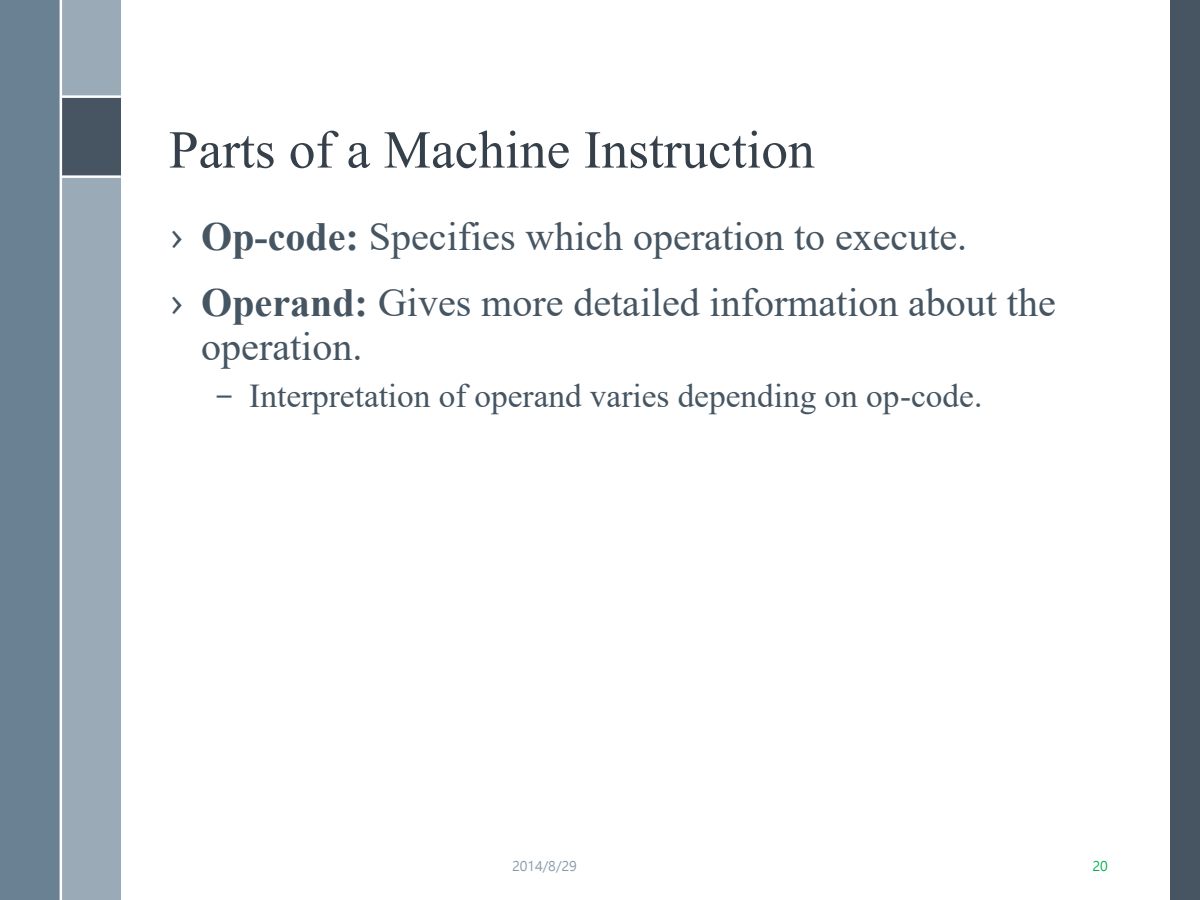 Parts of a Machine Instruction
› Op-code: Specifies which operation to execute.
› Operand: Gives more detailed information about the
operation.
– Interpretation of operand varies depending on op-code.
2014/8/29
20